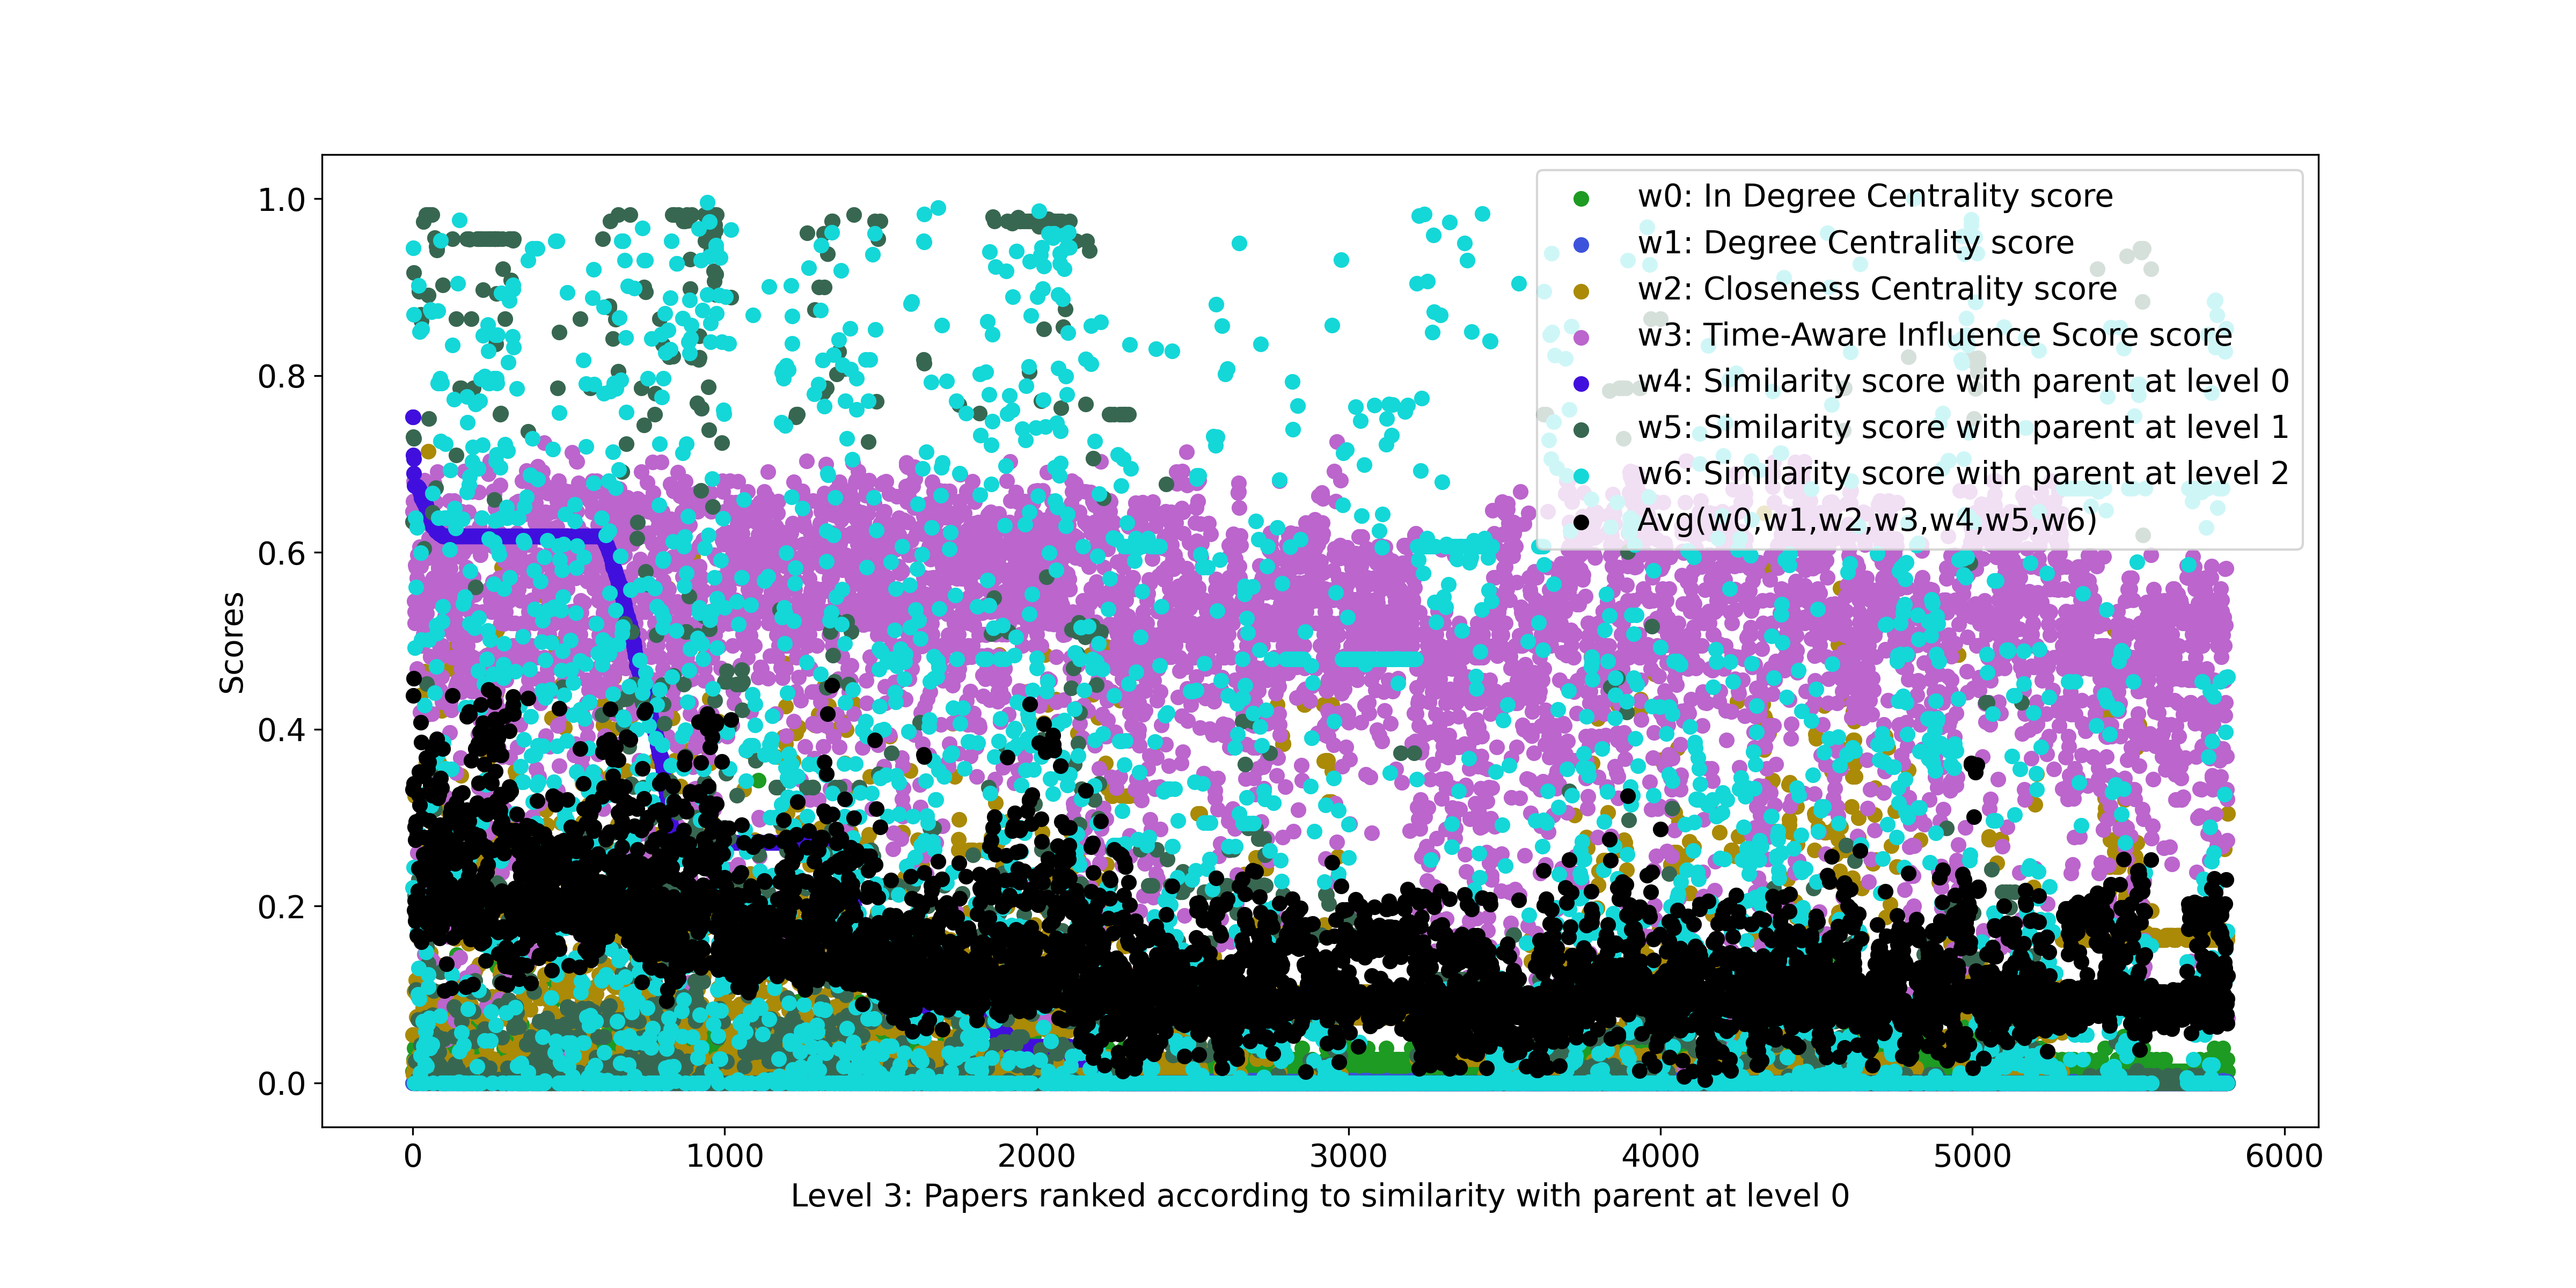 1.0
0.8
0.6
0.4
0.2
0.0
Scores
w0: In Degree Centrality score
w1: Degree Centrality score
w2: Closeness Centrality score
w3: Time-Aware Influence Score score
w4: Similarity score with parent at level 0
w5: Similarity score with parent at level 1
w6: Similarity score with parent at level 2
Avg(w0,w1,w2,w3,w4,w5,w6)
0 1000 2000 3000 4000 5000 6000
Level 3: Papers ranked according to similarity with parent at level 0